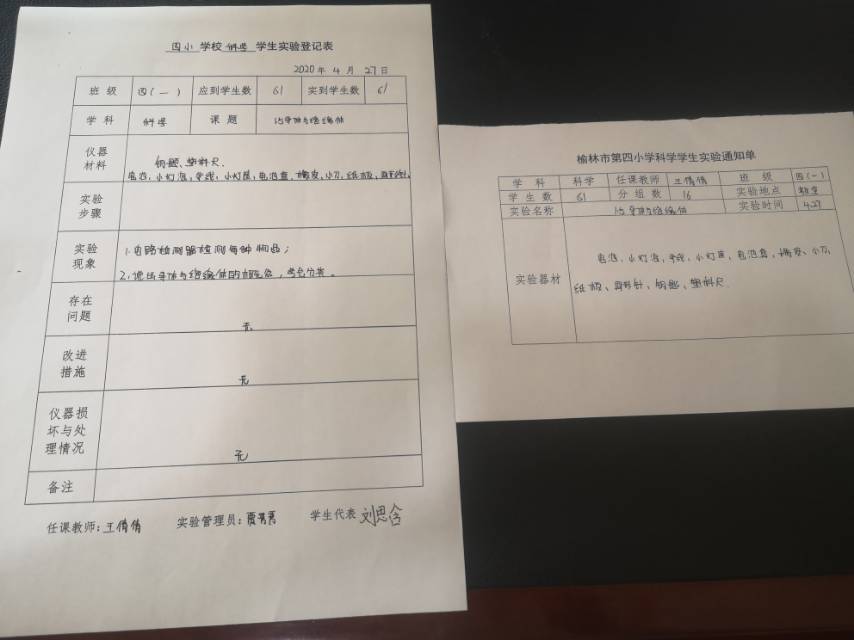 四小 学校 科学 学生实验登记表
2020 年 4 月 27 日
班 级 四(一) 应到学生数 61 实到学生数 61
学 科 科学 课 题 15导体与绝缘体
仪器材料
钥匙、塑料尺.
电池,小灯泡,导线,小灯座,电池盒、橡皮,小刀,纸板,回形针,
实验步骤
实验现象
1.电路检测器检测每种物品;
2.得出导体与绝缘体的概念,学会分类。
存在问题 无
改进措施 无
仪器损坏与处理情况 无
备注
任课教师:王倩倩 实验管理员: 学生代表 刘思含
榆林市第四小学科学学生实验通知单
学 科 科学 任课教师 王倩倩 班 级 四(一)
学 生 数 61 分 组 数 16 实验地点 教室
实验名称 15导体与绝缘体 实验时间 4.27
实验器材
电池,小灯泡,导线,小灯座,电池盒,橡皮、小刀,
纸板、回形针、钥匙、塑料尺.